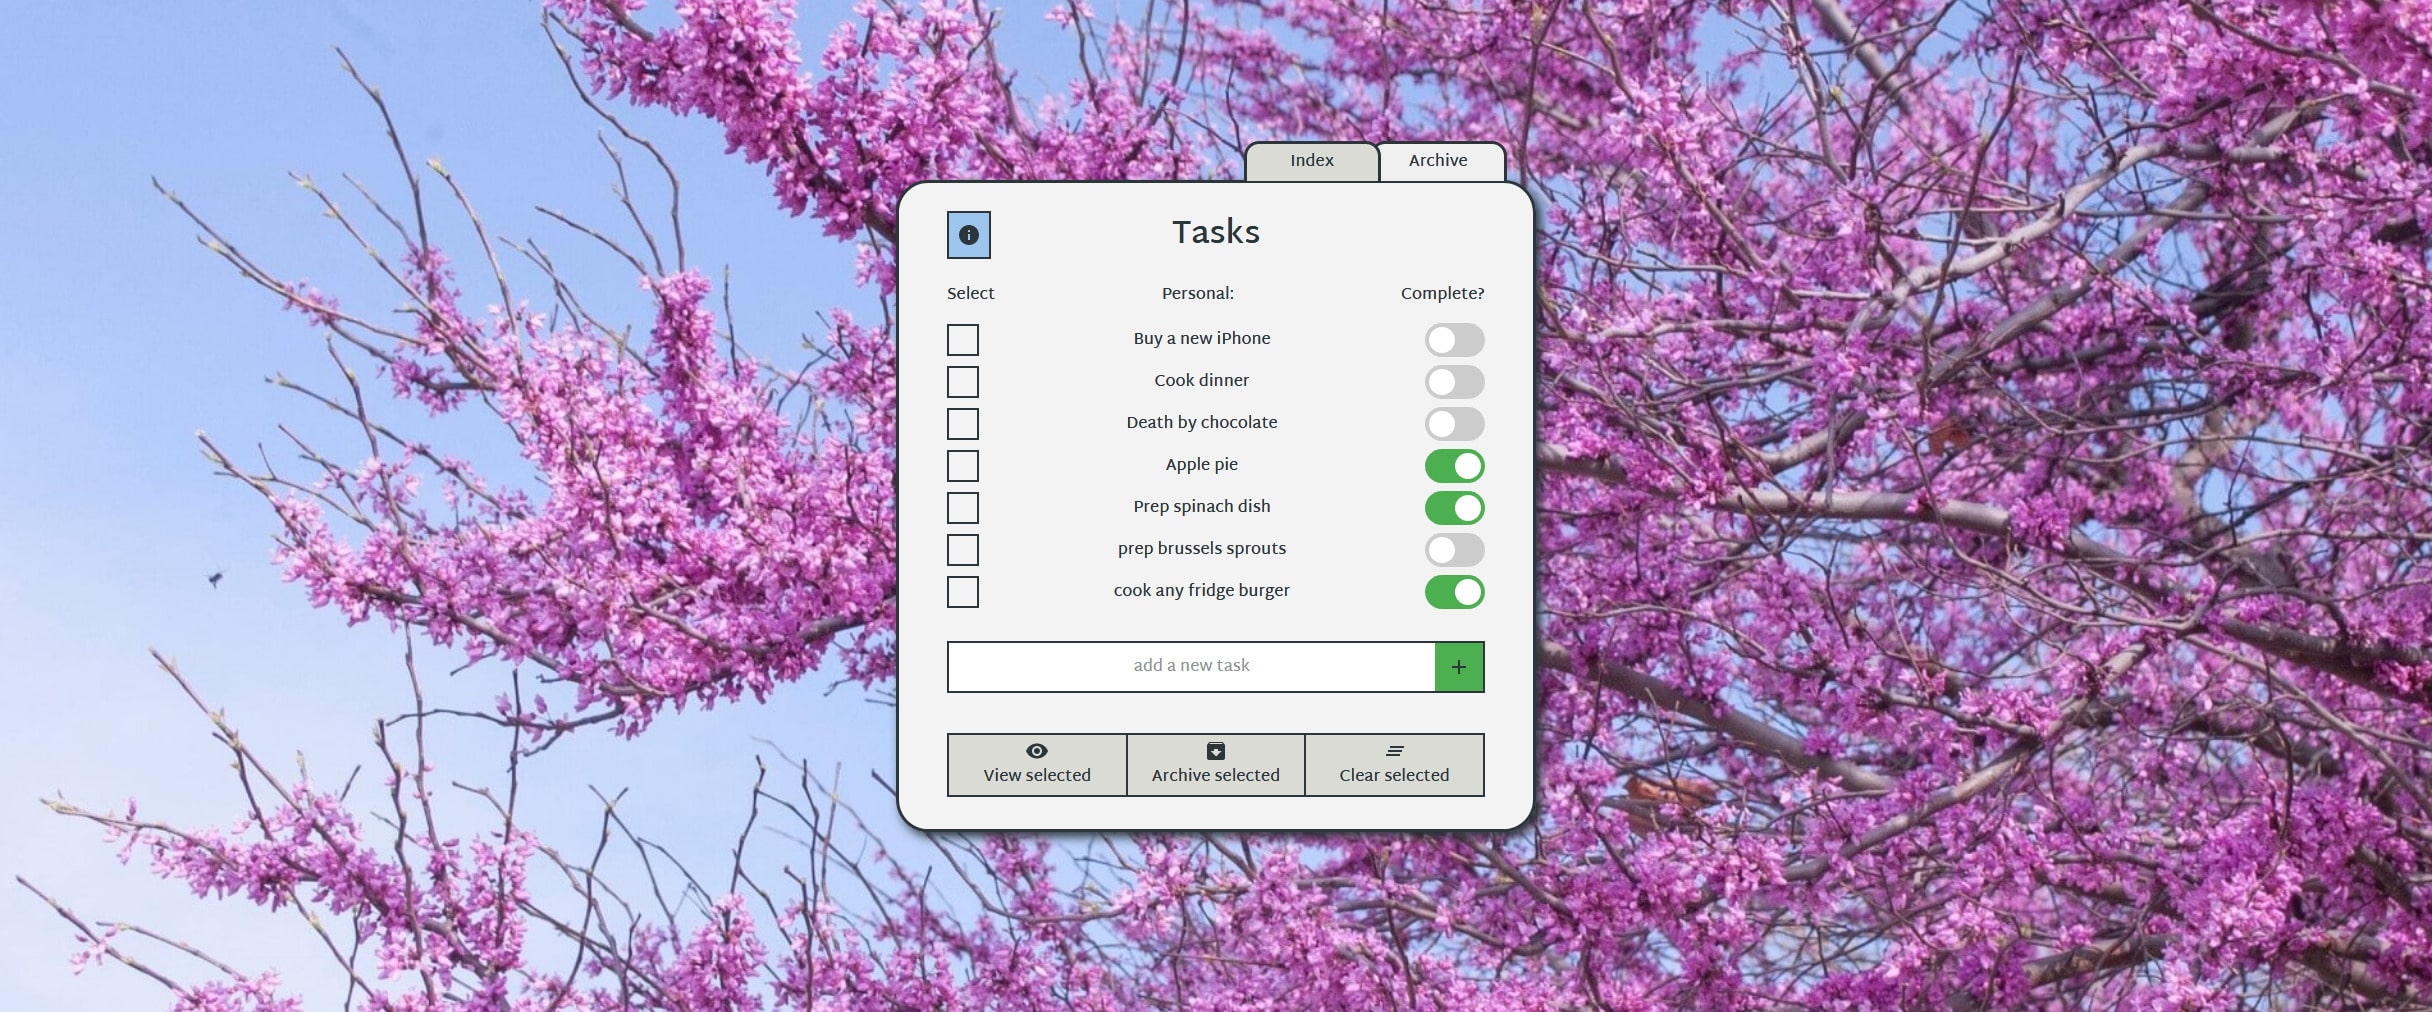 Index
Archive
Tasks
Select
Personal:
Complete?
Buy a new iPhone
Cook dinner
Death by chocolate
Apple pie
Prep spinach dish
prep brussels sprouts
cook any fridge burger
add a new task
+
View selected
Archive selected
Clear selected